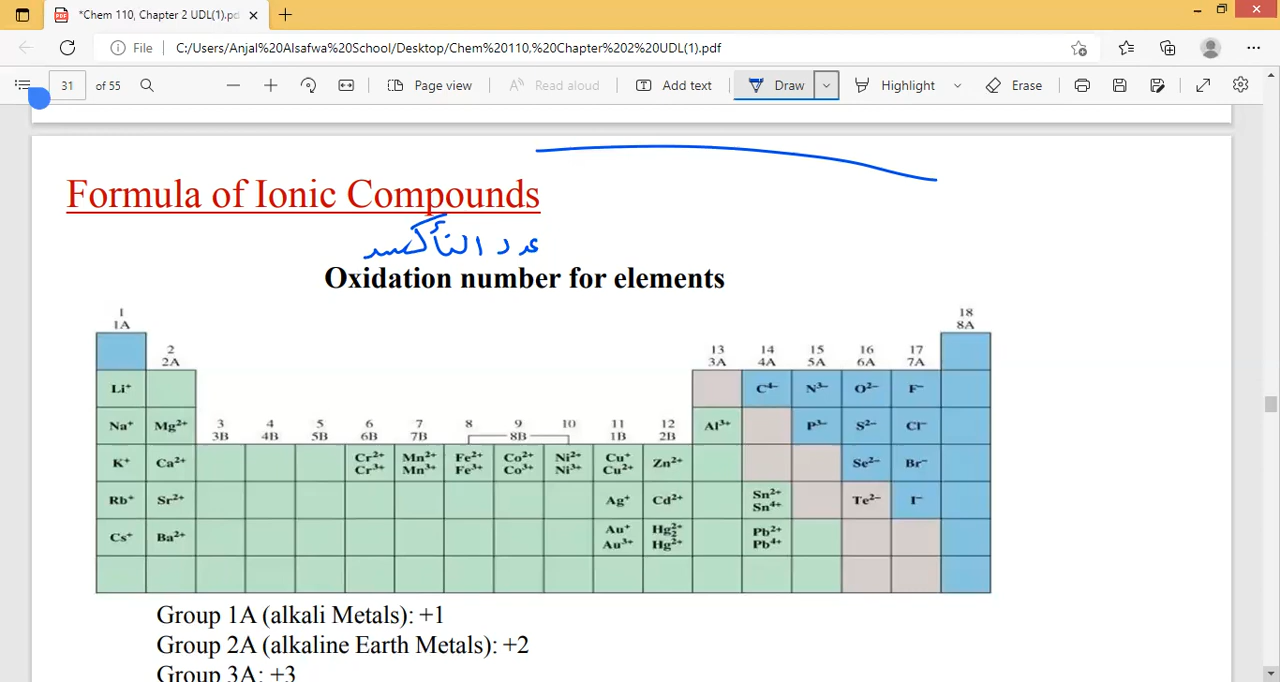 *Chem 110, Chapter 2 UDL(1).pd
File C:/Users/Anjal%20Alsafwa%20School/Desktop/Chem%20110,%20Chapter%202%20UDL(1).pdf
31 of 55 Page view Read aloud Add text Draw Highlight Erase
Formula of Ionic Compounds
عدد التأكسد
Oxidation number for elements
1 18
1A 8A
2 13 14 15 16 17
2A 3A 4A 5A 6A 7A
Li⁺ C⁴⁻ N³⁻ O²⁻ F⁻
3 4 5 6 7 8 9 10 11 12
3B 4B 5B 6B 7B 8B 1B 2B
Na⁺ Mg²⁺ Al³⁺ P³⁻ S²⁻ Cl⁻
K⁺ Ca²⁺ Cr²⁺ Cr³⁺ Mn²⁺ Mn³⁺ Fe²⁺ Fe³⁺ Co²⁺ Co³⁺ Ni²⁺ Ni³⁺ Cu⁺ Cu²⁺ Zn²⁺ Se²⁻ Br⁻
Rb⁺ Sr²⁺ Ag⁺ Cd²⁺ Sn²⁺ Sn⁴⁺ Te²⁻ I⁻
Cs⁺ Ba²⁺ Au⁺ Au³⁺ Hg₂²⁺ Hg²⁺ Pb²⁺ Pb⁴⁺
Group 1A (alkali Metals): +1
Group 2A (alkaline Earth Metals): +2
Group 3A: +3